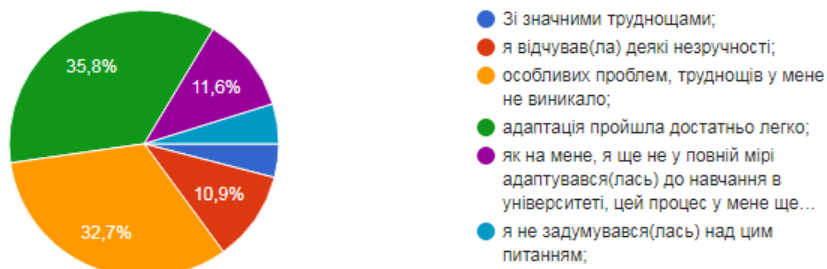 35,8%
11,6%
10,9%
32,7%
Зі значними труднощами;
я відчував(ла) деякі незручності;
особливих проблем, труднощів у мене
не виникало;
адаптація пройшла достатньо легко;
як на мене, я ще не у повній мірі
адаптувався(лась) до навчання в
університеті, цей процес у мене ще…
я не задумувався(лась) над цим
питанням;